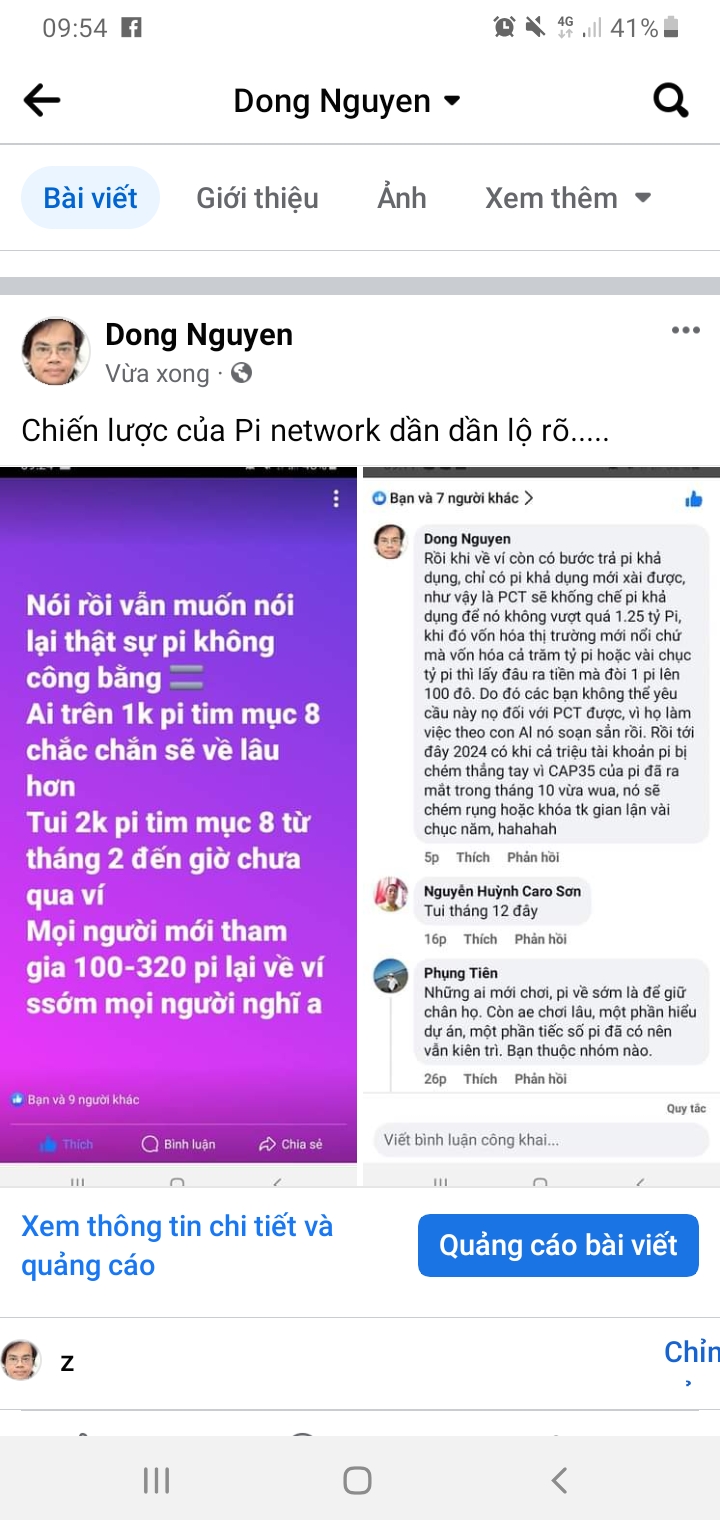 09:54
4G
41%
Dong Nguyen
Bài viết
Giới thiệu
Ảnh
Xem thêm
Dong Nguyen
Vừa xong ·
Chiến lược của Pi network dần dần lộ rõ.....
Nói rồi vẫn muốn nói
lại thật sự pi không
công bằng
Ai trên 1k pi tim mục 8
chắc chắn sẽ về lâu
hơn
Tui 2k pi tim mục 8 từ
tháng 2 đến giờ chưa
qua ví
Mọi người mới tham
gia 100-320 pi lại về ví
ssớm mọi người nghĩ a
Bạn và 9 người khác
Thích
Bình luận
Chia sẻ
Bạn và 7 người khác
Dong Nguyen
Rồi khi về ví còn có bước trả pi khả
dụng, chỉ có pi khả dụng mới xài được,
như vậy là PCT sẽ khống chế pi khả
dụng để nó không vượt quá 1.25 tỷ Pi,
khi đó vốn hóa thị trường mới nổi chứ
mà vốn hóa cả trăm tỷ pi hoặc vài chục
tỷ pi thì lấy đâu ra tiền mà đòi 1 pi lên
100 đô. Do đó các bạn không thể yêu
cầu này nọ đối với PCT được, vì họ làm
việc theo con AI nó soạn sẳn rồi. Rồi tới
đây 2024 có khi cả triệu tài khoản pi bị
chém thẳng tay vì CAP35 của pi đã ra
mắt trong tháng 10 vừa wua, nó sẽ
chém rụng hoặc khóa tk gian lận vài
chục năm, hahahah
5p Thích Phản hồi
Nguyễn Huỳnh Caro Sơn
Tui tháng 12 đây
16p Thích Phản hồi
Phụng Tiên
Những ai mới chơi, pi về sớm là để giữ
chân họ. Còn ae chơi lâu, một phần hiểu
dự án, một phần tiếc số pi đã có nên
vẫn kiên trì. Bạn thuộc nhóm nào.
26p Thích Phản hồi
Quy tắc
Viết bình luận công khai...
Xem thông tin chi tiết và
quảng cáo
Quảng cáo bài viết
z